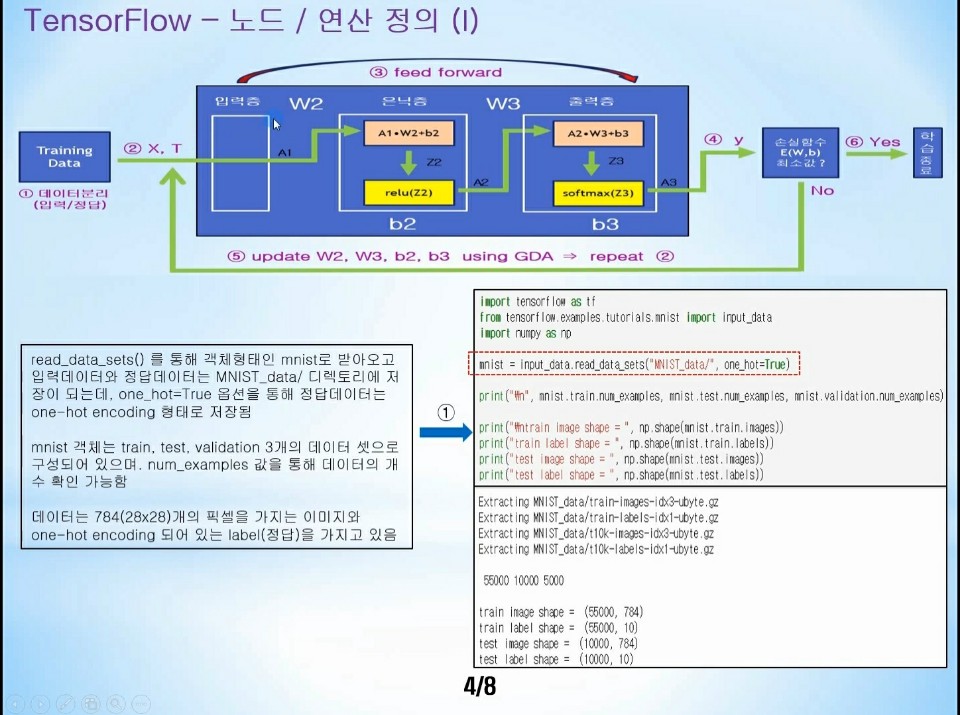 TensorFlow – 노드 / 연산 정의 (I)
③ feed forward
입력층 W2 은닉층 W3 출력층
Training
Data
② X, T
① 데이터분리
(입력/정답)
A1
A1•W2+b2
Z2
relu(Z2)
b2
A2
A2•W3+b3
Z3
softmax(Z3)
b3
A3
④ y
손실함수
E(W,b)
최소값 ?
⑥ Yes
학
습
종
료
No
⑤ update W2, W3, b2, b3 using GDA ⇒ repeat ②
read_data_sets() 를 통해 객체형태인 mnist로 받아오고
입력데이터와 정답데이터는 MNIST_data/ 디렉토리에 저
장이 되는데, one_hot=True 옵션을 통해 정답데이터는
one-hot encoding 형태로 저장됨
mnist 객체는 train, test, validation 3개의 데이터 셋으로
구성되어 있으며. num_examples 값을 통해 데이터의 개
수 확인 가능함
데이터는 784(28x28)개의 픽셀을 가지는 이미지와
one-hot encoding 되어 있는 label(정답)을 가지고 있음
①
import tensorflow as tf
from tensorflow.examples.tutorials.mnist import input_data
import numpy as np
mnist = input_data.read_data_sets("MNIST_data/", one_hot=True)
print("₩n", mnist.train.num_examples, mnist.test.num_examples, mnist.validation.num_examples)
print("₩ntrain image shape = ", np.shape(mnist.train.images))
print("train label shape = ", np.shape(mnist.train.labels))
print("test image shape = ", np.shape(mnist.test.images))
print("test label shape = ", np.shape(mnist.test.labels))
Extracting MNIST_data/train-images-idx3-ubyte.gz
Extracting MNIST_data/train-labels-idx1-ubyte.gz
Extracting MNIST_data/t10k-images-idx3-ubyte.gz
Extracting MNIST_data/t10k-labels-idx1-ubyte.gz
55000 10000 5000
train image shape = (55000, 784)
train label shape = (55000, 10)
test image shape = (10000, 784)
test label shape = (10000, 10)
4/8